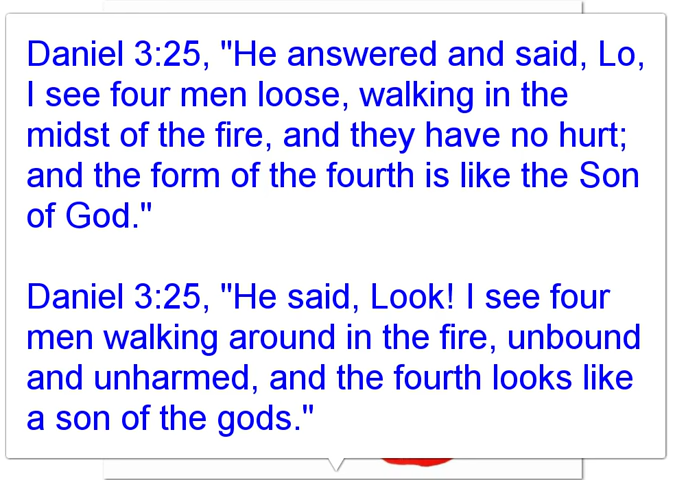 Daniel 3:25, "He answered and said, Lo,
I see four men loose, walking in the
midst of the fire, and they have no hurt;
and the form of the fourth is like the Son
of God."
Daniel 3:25, "He said, Look! I see four
men walking around in the fire, unbound
and unharmed, and the fourth looks like
a son of the gods."